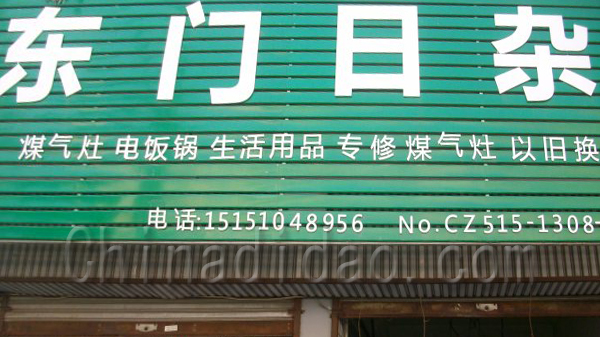 东门日杂
煤气灶 电饭锅 生活用品 专修 煤气灶 以旧换
电话:15151048956 No.CZ515-1308-
Chinadidao.com